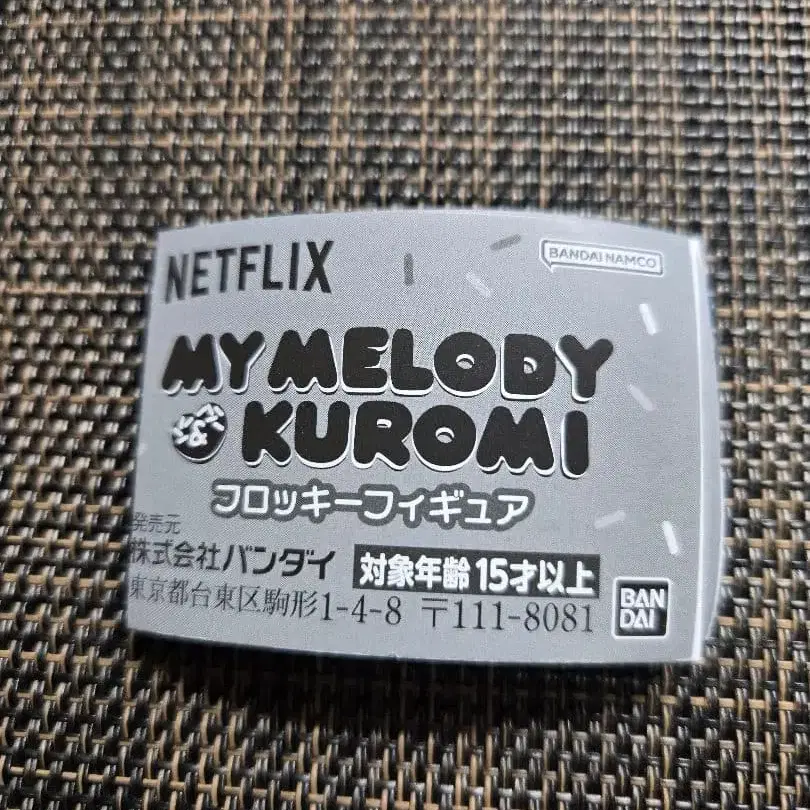 NETFLIX
BANDAI NAMCO
MY MELODY
& KUROMI
フロッキーフィギュア
発売元
株式会社バンダイ
対象年齢 15才以上
東京都台東区駒形1-4-8 〒111-8081
BAN
DAI